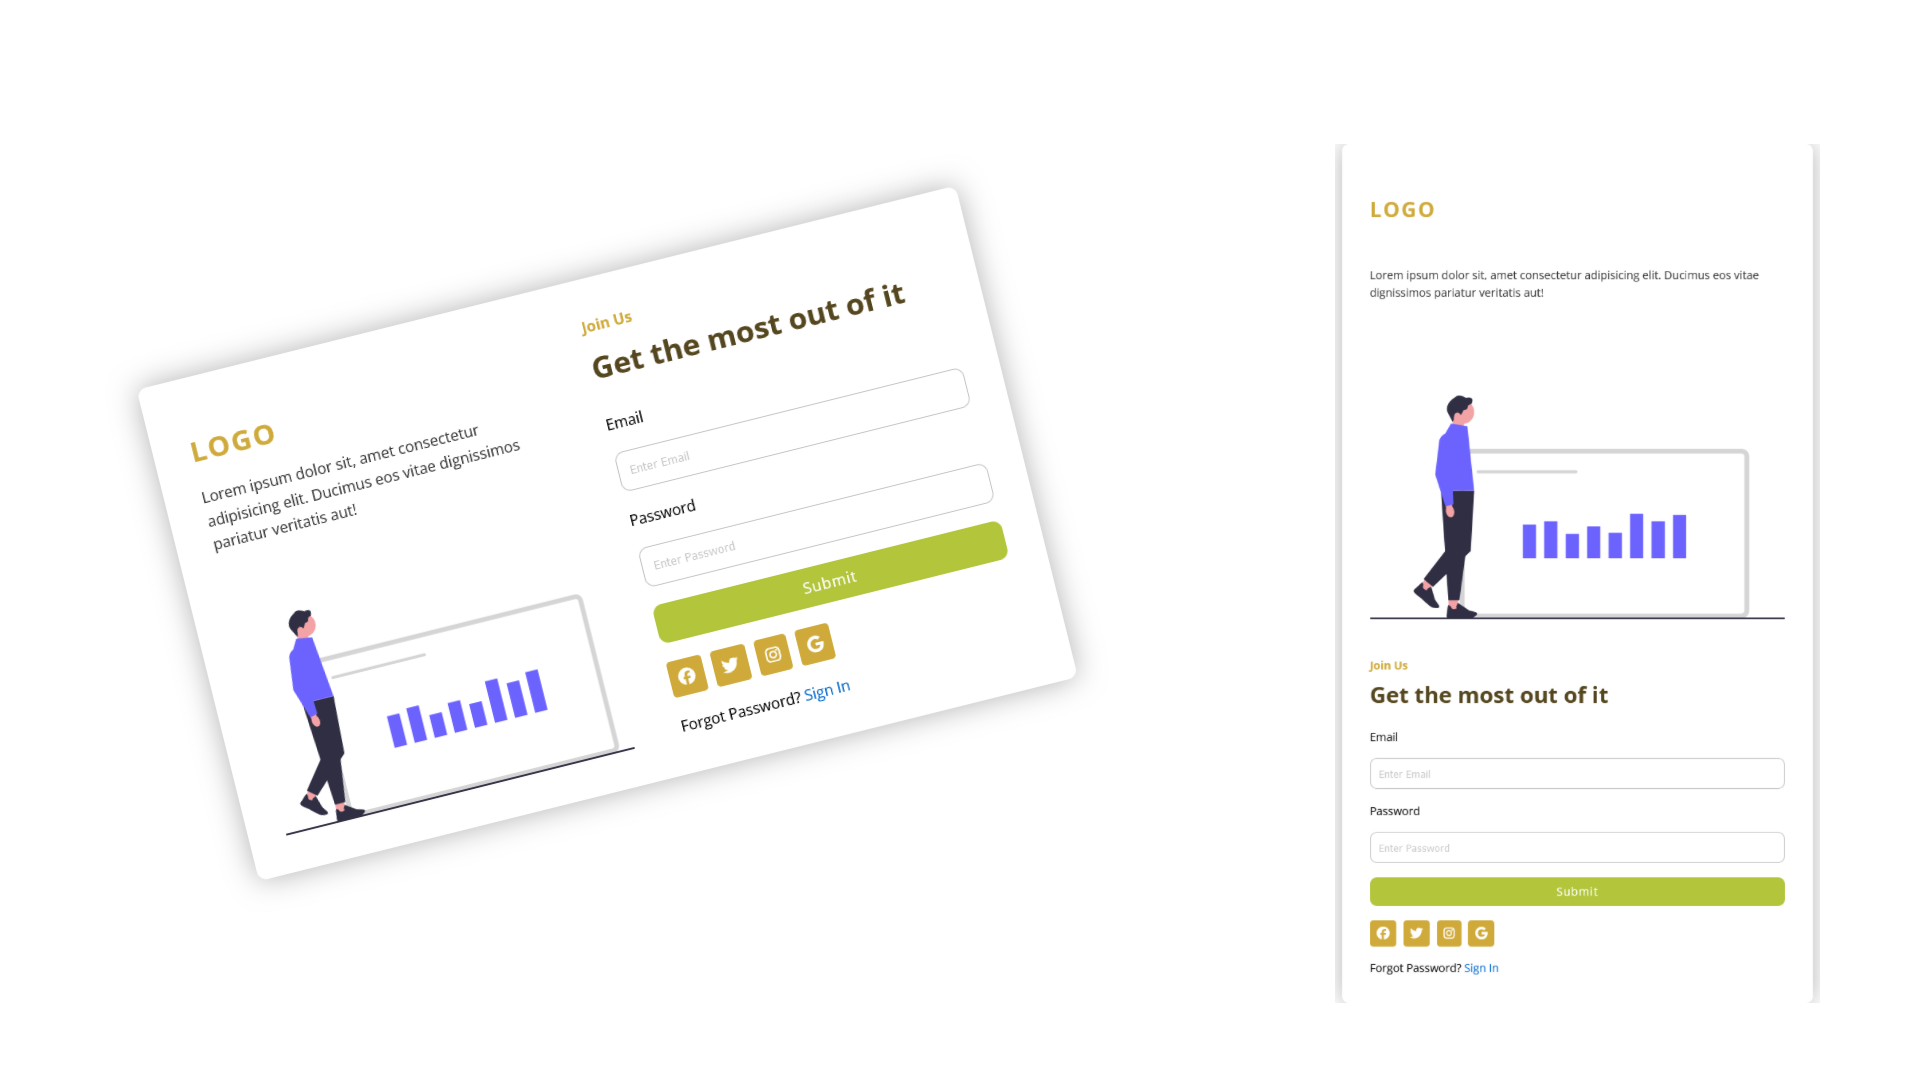 LOGO
Lorem ipsum dolor sit, amet consectetur
adipisicing elit. Ducimus eos vitae dignissimos
pariatur veritatis aut!
Join Us
Get the most out of it
Email
Enter Email
Password
Enter Password
Submit
Forgot Password? Sign In
LOGO
Lorem ipsum dolor sit, amet consectetur adipisicing elit. Ducimus eos vitae
dignissimos pariatur veritatis aut!
Join Us
Get the most out of it
Email
Enter Email
Password
Enter Password
Submit
Forgot Password? Sign In